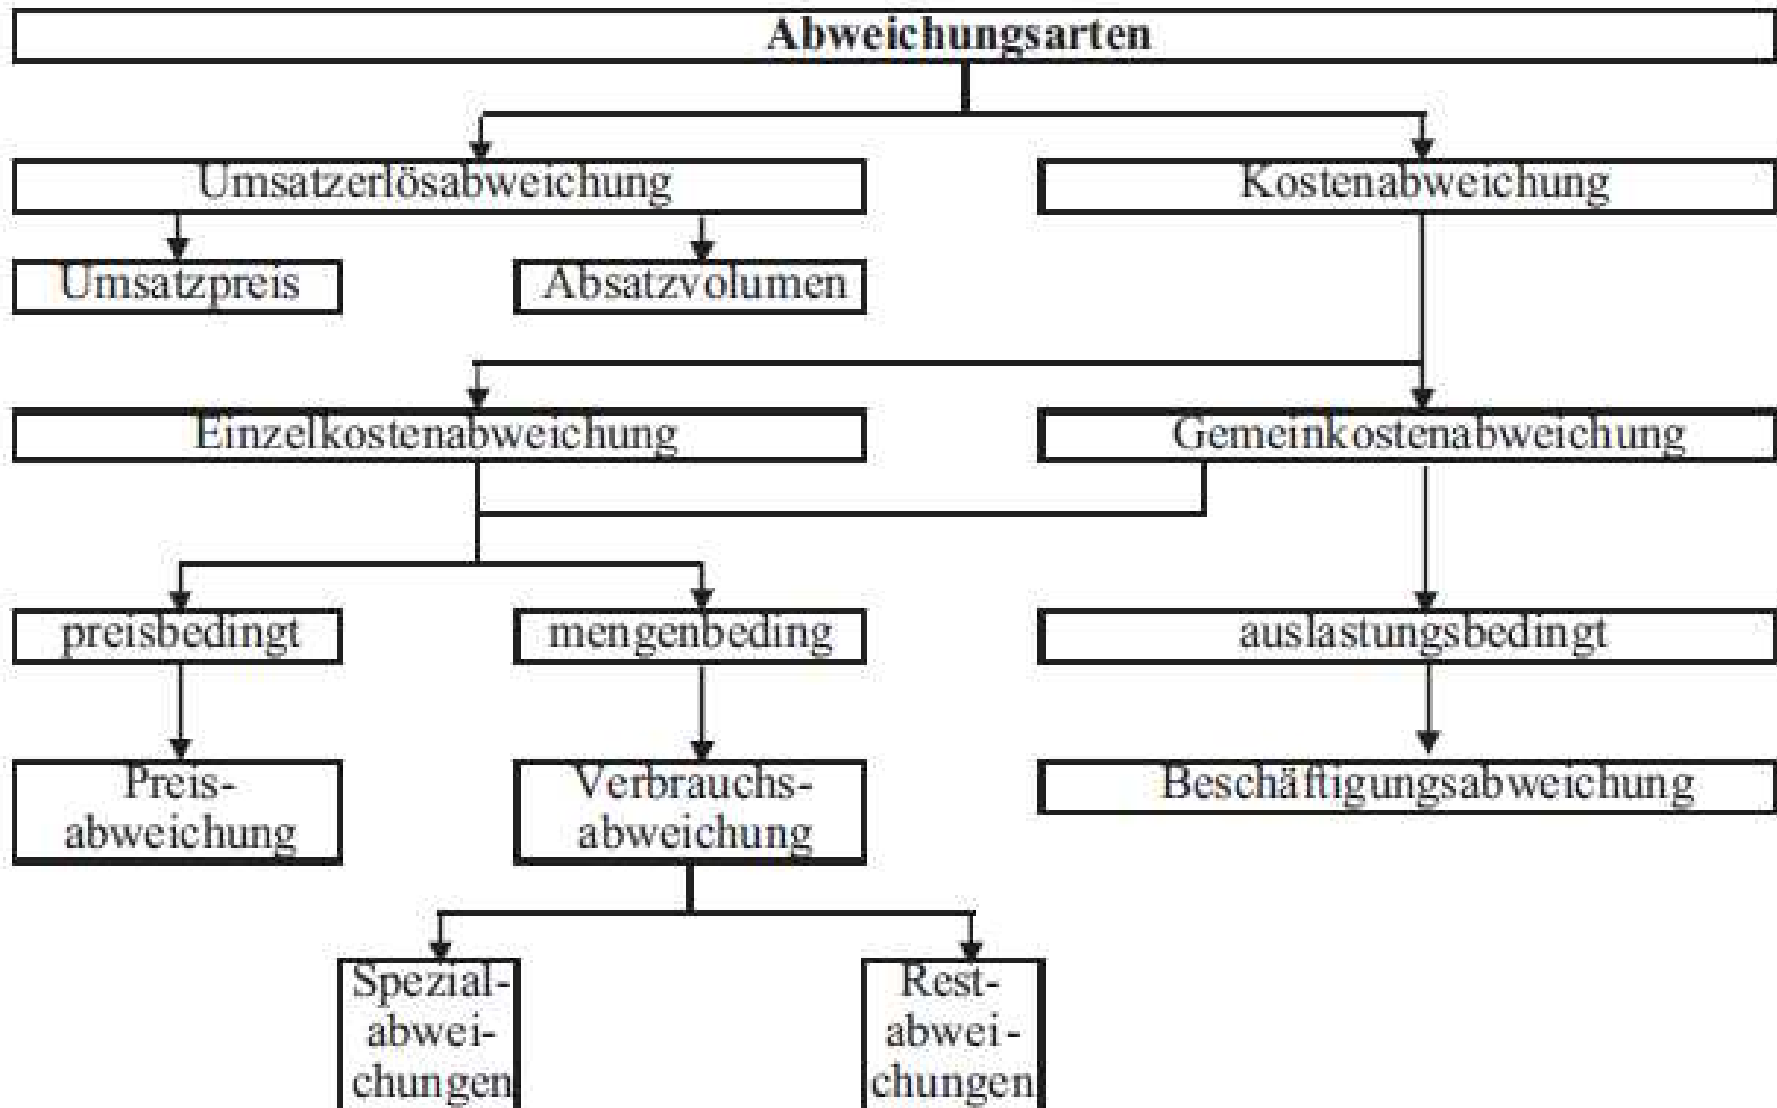 Abweichungsarten
Umsatzerlösabweichung
Kostenabweichung
Umsatzpreis
Absatzvolumen
Einzelkostenabweichung
Gemeinkostenabweichung
preisbedingt
mengenbeding
auslastungsbedingt
Preis-
abweichung
Verbrauchs-
abweichung
Beschäftigungsabweichung
Spezial-
abwei-
chungen
Rest-
abwei-
chungen